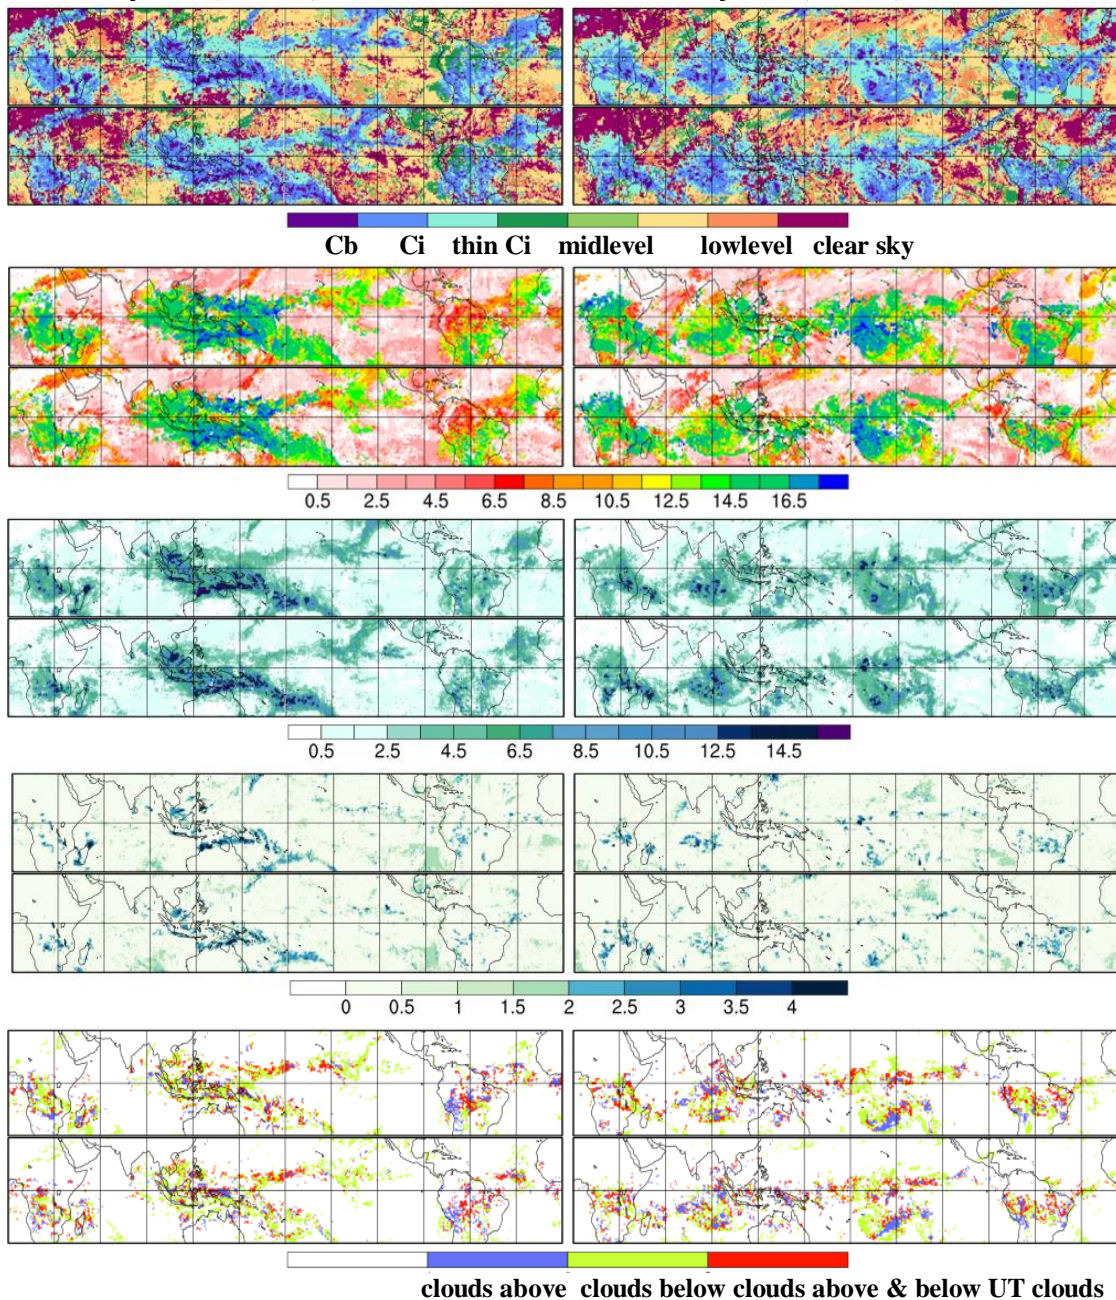 Cb Ci thin Ci midlevel lowlevel clear sky
0.5 2.5 4.5 6.5 8.5 10.5 12.5 14.5 16.5
0.5 2.5 4.5 6.5 8.5 10.5 12.5 14.5
0 0.5 1 1.5 2 2.5 3 3.5 4
clouds above clouds below clouds above & below UT clouds